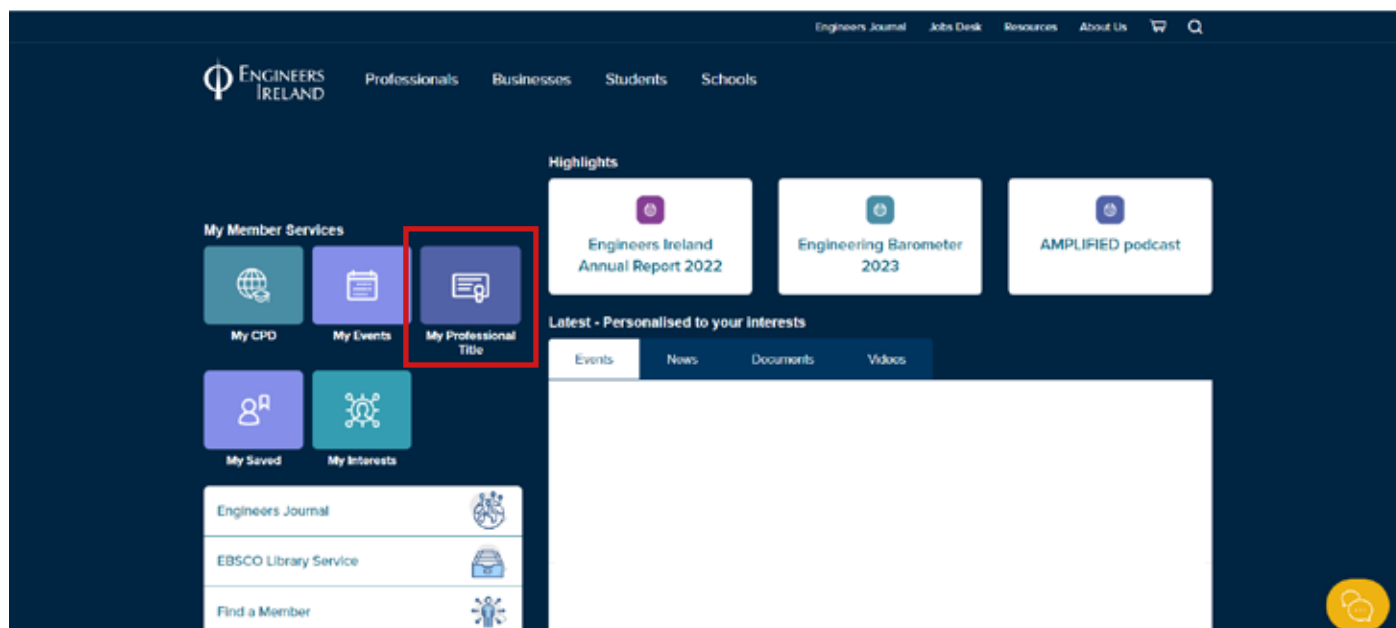 Engineers Journal Jobs Desk Resources About Us
ENGINEERS
IRELAND
Professionals Businesses Students Schools
Highlights
Engineers Ireland
Annual Report 2022
Engineering Barometer
2023
AMPLIFIED podcast
My Member Services
My CPD
My Events
My Professional
Title
My Saved
My Interests
Latest - Personalised to your interests
Events News Documents Videos
Engineers Journal
EBSCO Library Service
Find a Member